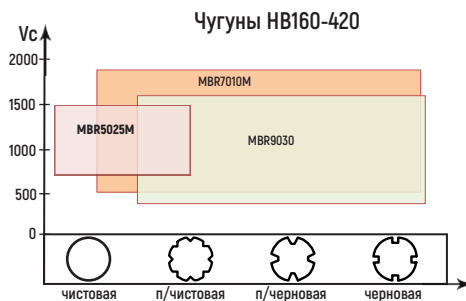 Чугуны HB160-420
Vc
2000
MBR7010M
1500
MBR5025M
MBR9030
1000
500
0
чистовая п/чистовая п/черновая черновая